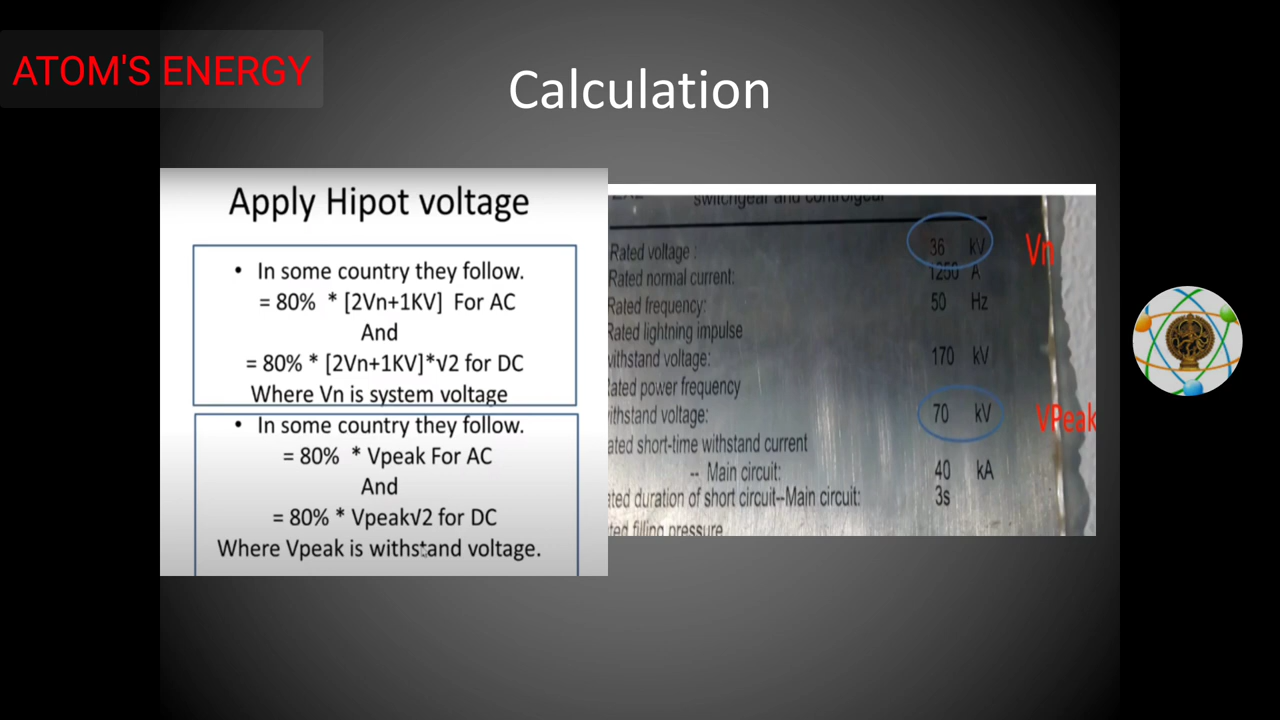 ATOM'S ENERGY
Calculation
Apply Hipot voltage
• In some country they follow.
= 80% * [2Vn+1KV] For AC
And
= 80% * [2Vn+1KV]*√2 for DC
Where Vn is system voltage
• In some country they follow.
= 80% * Vpeak For AC
And
= 80% * Vpeak√2 for DC
Where Vpeak is withstand voltage.
switchgear and controlgear
Rated voltage : 36 kV Vn
Rated normal current: 1250 A
Rated frequency: 50 Hz
Rated lightning impulse
withstand voltage: 170 kV
ated power frequency
ithstand voltage: 70 kV VPeak
ated short-time withstand current
-- Main circuit: 40 kA
ted duration of short circuit--Main circuit: 3s
ted filling pressure